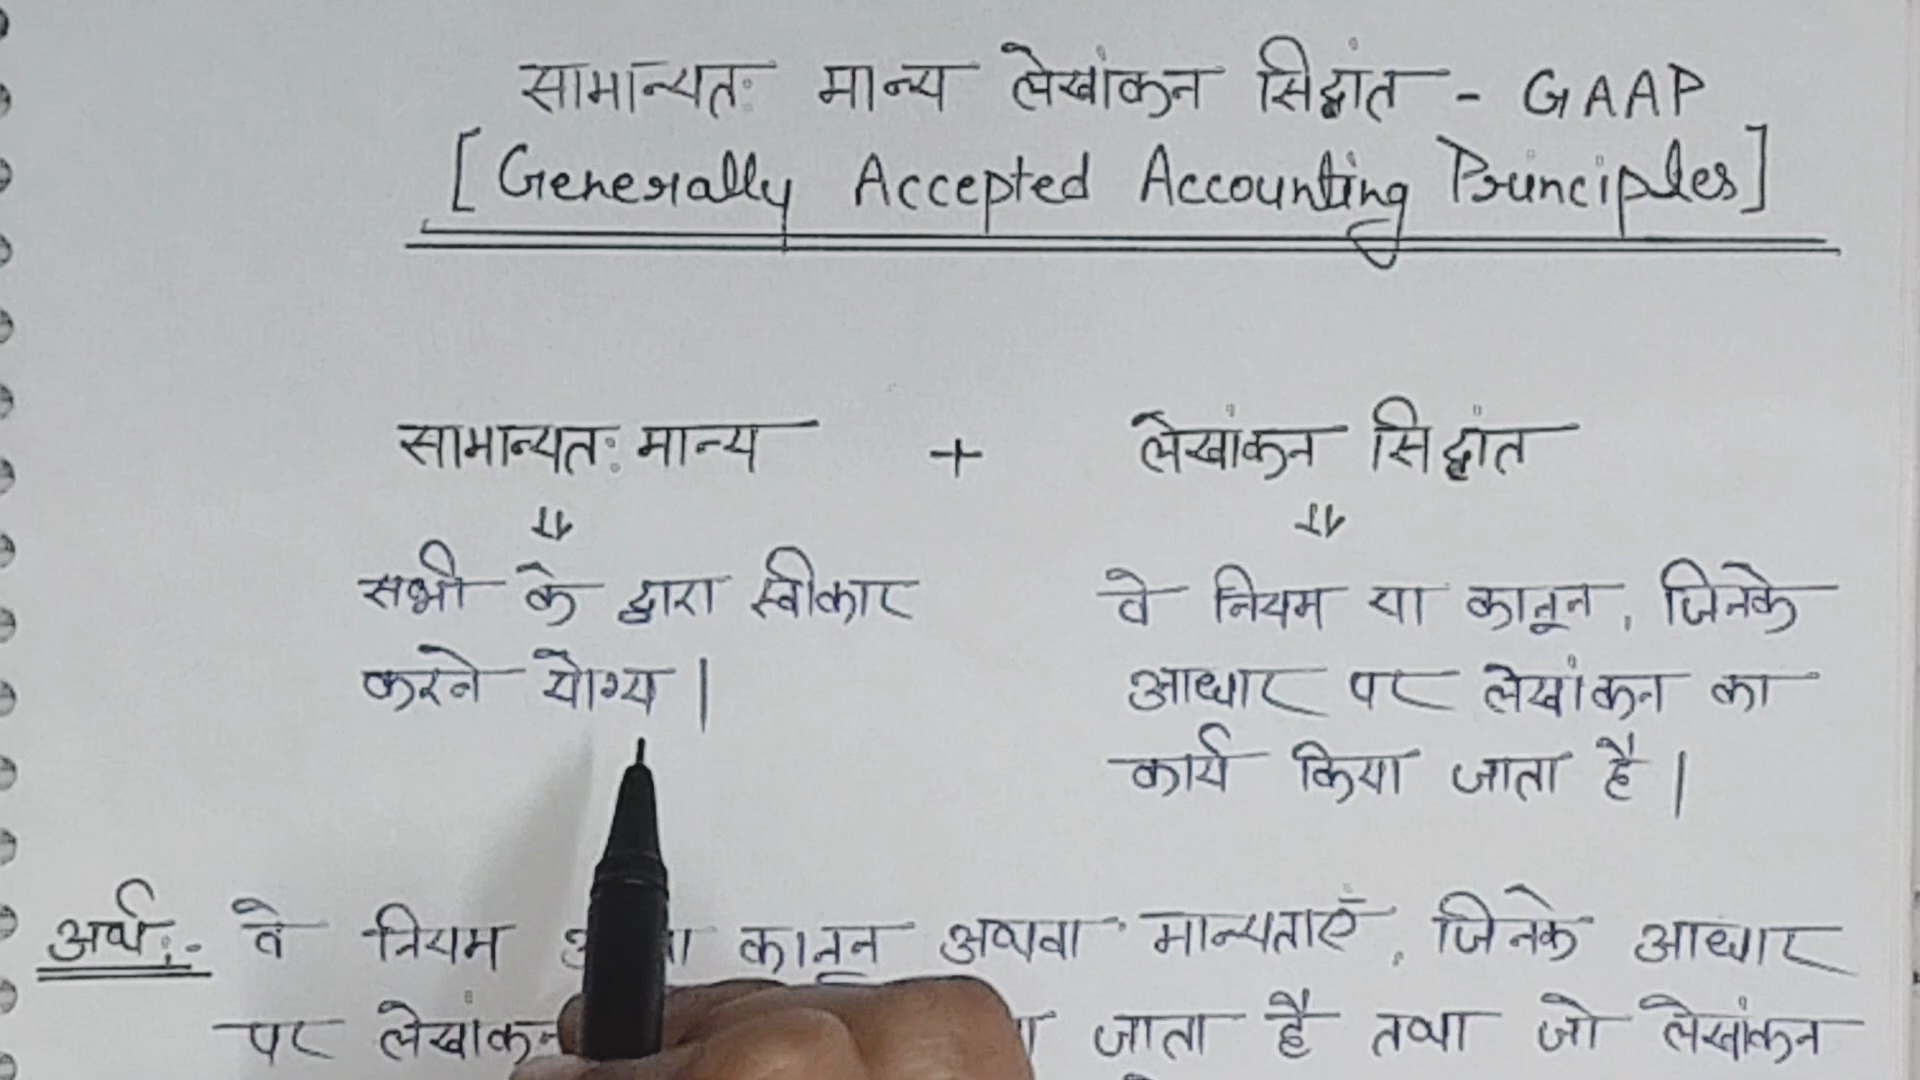 सामान्यतः मान्य लेखांकन सिद्वांत - GAAP
[Generally Accepted Accounting Principles]
सामान्यतः मान्य + लेखांकन सिद्वांत
⇓ ⇓
सभी के द्वारा स्वीकार वे नियम या कानून, जिनके
करने योग्य। आधार पर लेखांकन का
कार्य किया जाता है।
अर्थ:- वे नियम कानून अथवा मान्यताएँ, जिनके आधार
पर लेखांकन जाता है तथा जो लेखांकन